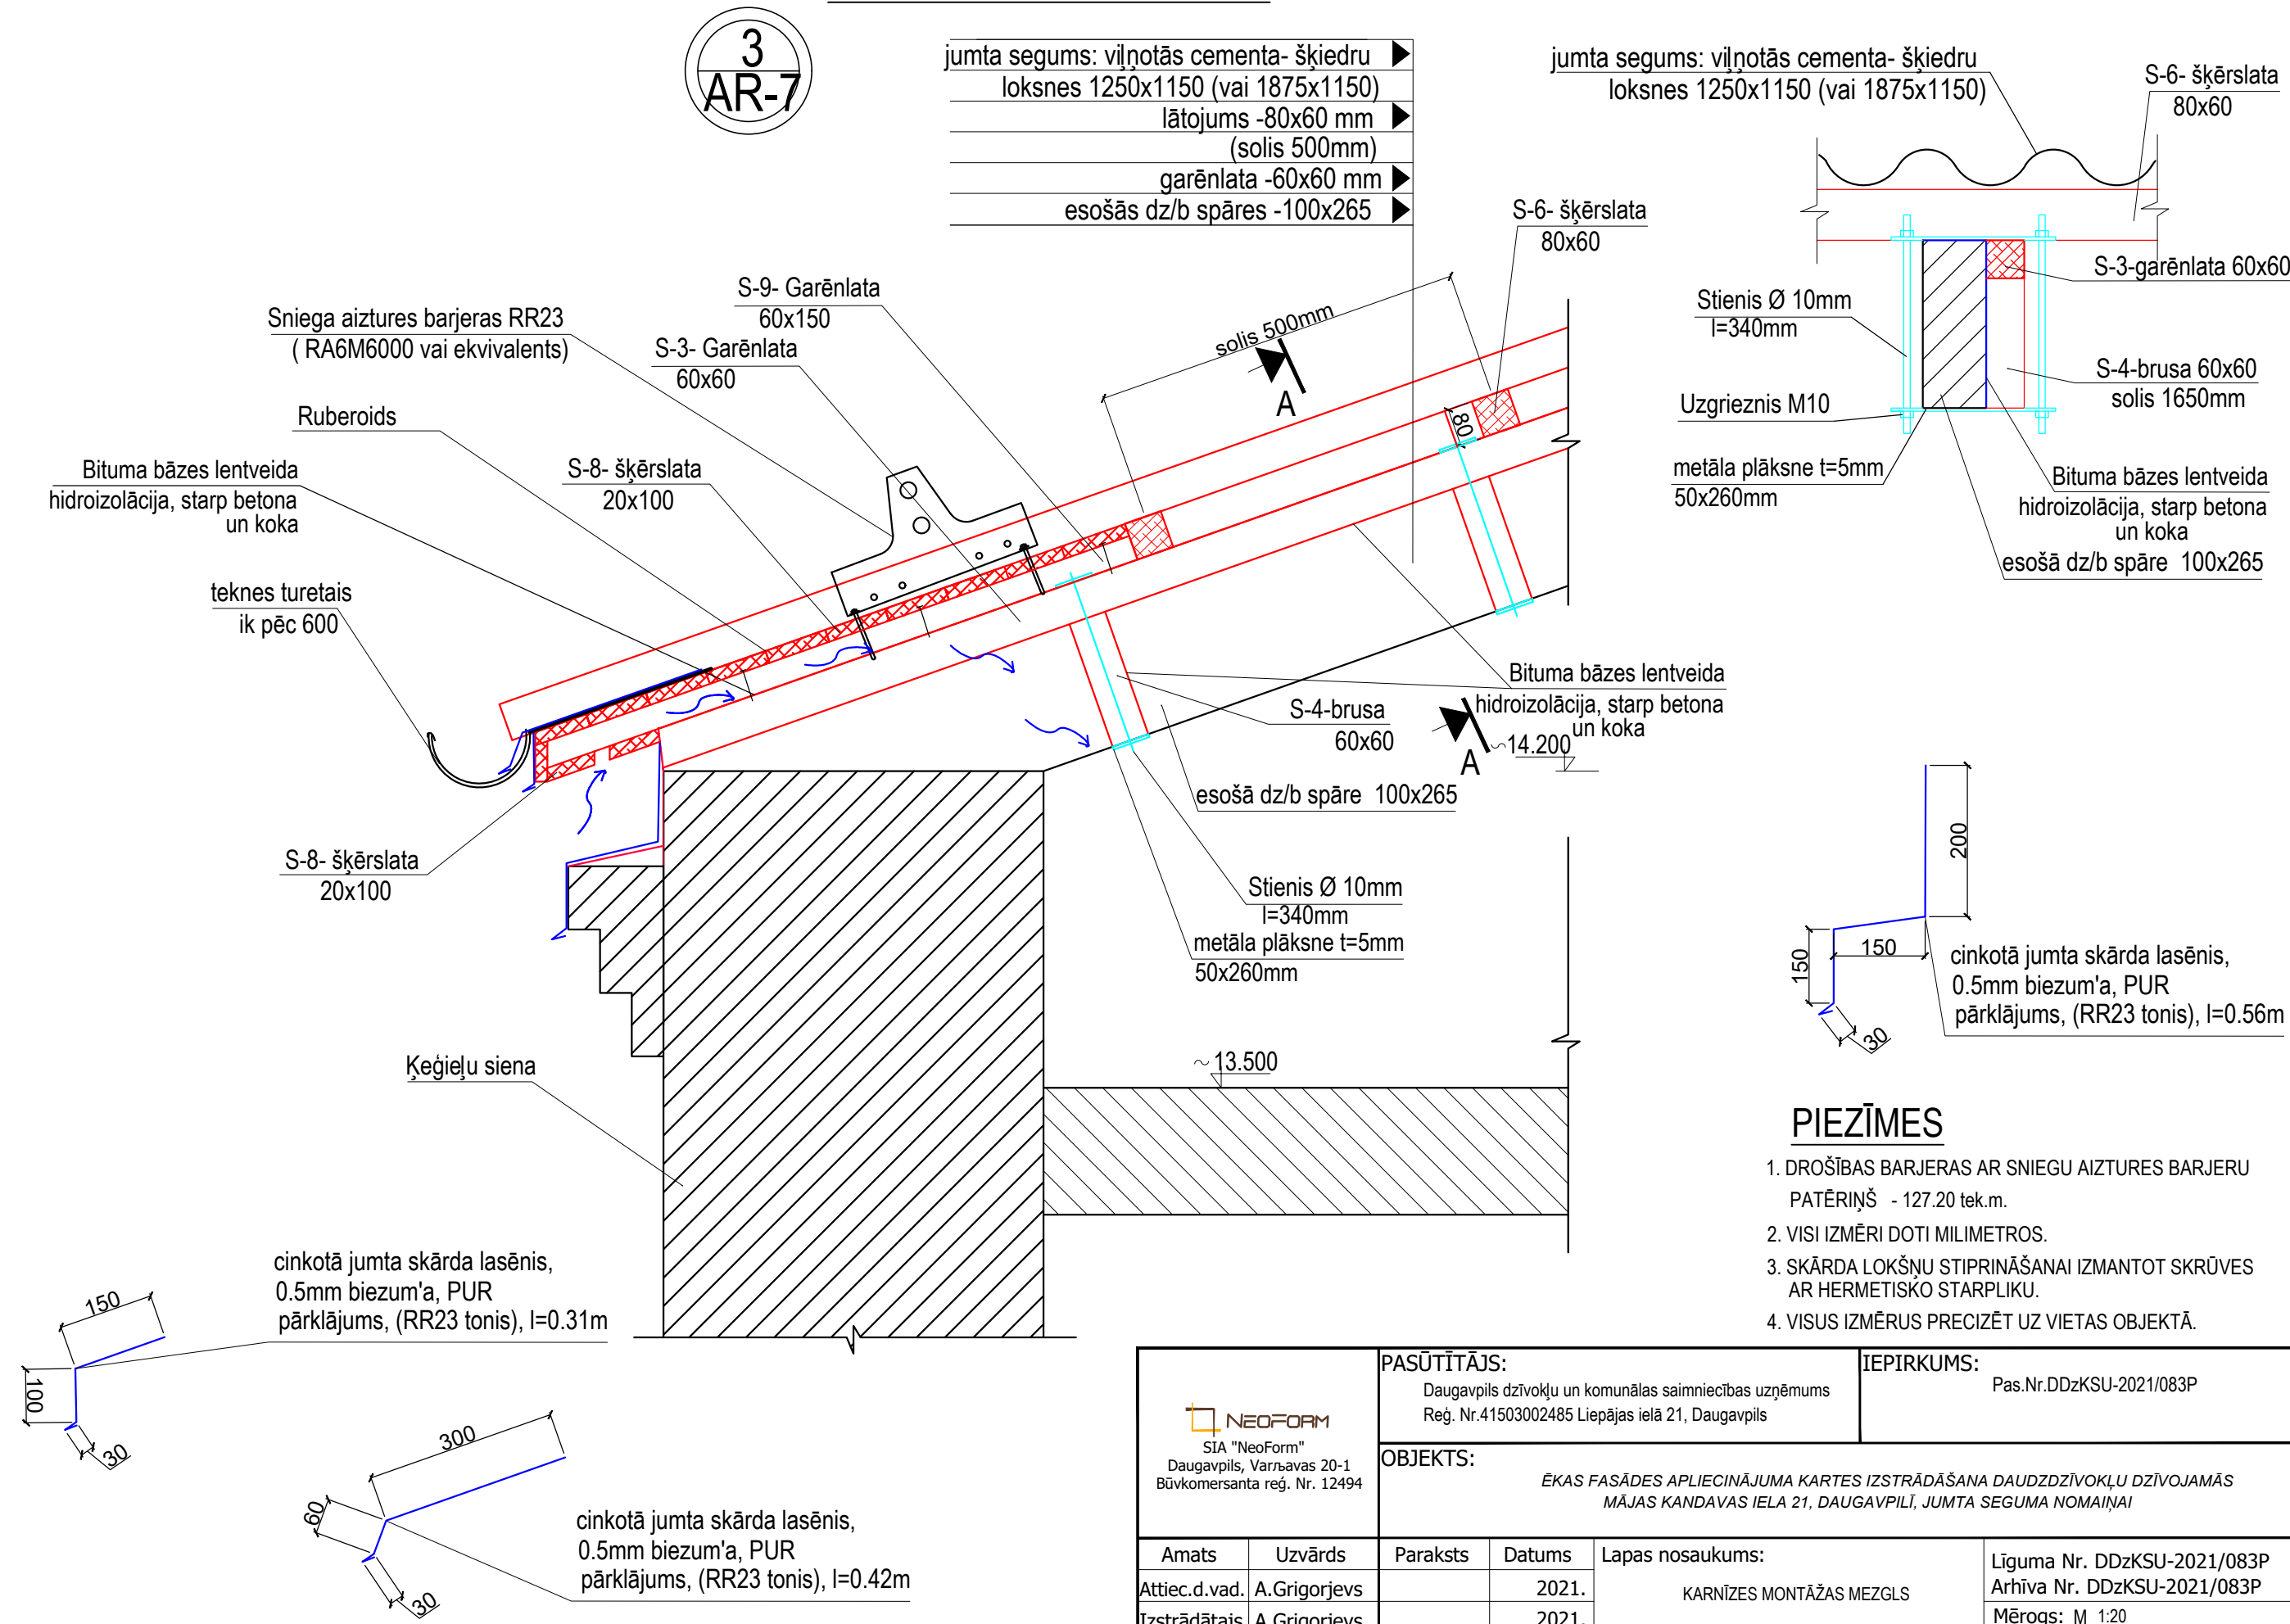 3
AR-7
jumta segums: viļņotās cementa- šķiedru
loksnes 1250x1150 (vai 1875x1150)
lātojums -80x60 mm
(solis 500mm)
garēnlata -60x60 mm
esošās dz/b spāres -100x265
jumta segums: viļņotās cementa- šķiedru
loksnes 1250x1150 (vai 1875x1150)
S-6- šķērslata
80x60
S-6- šķērslata
80x60
S-3-garēnlata 60x60
Stienis Ø 10mm
l=340mm
S-4-brusa 60x60
solis 1650mm
Uzgrieznis M10
metāla plāksne t=5mm
50x260mm
Bituma bāzes lentveida
hidroizolācija, starp betona
un koka
esošā dz/b spāre 100x265
S-9- Garēnlata
60x150
Sniega aiztures barjeras RR23
( RA6M6000 vai ekvivalents)
S-3- Garēnlata
60x60
solis 500mm
A
80
Ruberoids
Bituma bāzes lentveida
hidroizolācija, starp betona
un koka
S-8- šķērslata
20x100
teknes turetais
ik pēc 600
Bituma bāzes lentveida
hidroizolācija, starp betona
un koka
S-4-brusa
60x60
A
~14.200
esošā dz/b spāre 100x265
S-8- šķērslata
20x100
Stienis Ø 10mm
l=340mm
metāla plāksne t=5mm
50x260mm
200
150
150
30
cinkotā jumta skārda lasēnis,
0.5mm biezum'a, PUR
pārklājums, (RR23 tonis), l=0.56m
Ķeģieļu siena
~ 13.500
PIEZĪMES
1. DROŠĪBAS BARJERAS AR SNIEGU AIZTURES BARJERU
PATĒRIŅŠ - 127.20 tek.m.
2. VISI IZMĒRI DOTI MILIMETROS.
3. SKĀRDA LOKŠŅU STIPRINĀŠANAI IZMANTOT SKRŪVES
AR HERMETISKO STARPLIKU.
4. VISUS IZMĒRUS PRECIZĒT UZ VIETAS OBJEKTĀ.
cinkotā jumta skārda lasēnis,
0.5mm biezum'a, PUR
pārklājums, (RR23 tonis), l=0.31m
150
100
30
300
60
30
cinkotā jumta skārda lasēnis,
0.5mm biezum'a, PUR
pārklājums, (RR23 tonis), l=0.42m
NEOFORM
SIA "NeoForm"
Daugavpils, Varљavas 20-1
Būvkomersanta reģ. Nr. 12494
PASŪTĪTĀJS:
Daugavpils dzīvokļu un komunālas saimniecības uzņēmums
Reģ. Nr.41503002485 Liepājas ielā 21, Daugavpils
IEPIRKUMS:
Pas.Nr.DDzKSU-2021/083P
OBJEKTS:
ĒKAS FASĀDES APLIECINĀJUMA KARTES IZSTRĀDĀŠANA DAUDZDZĪVOKĻU DZĪVOJAMĀS
MĀJAS KANDAVAS IELA 21, DAUGAVPILĪ, JUMTA SEGUMA NOMAIŅAI
Amats Uzvārds Paraksts Datums
Attiec.d.vad. A.Grigorjevs 2021.
Izstrādātais A.Grigorjevs 2021.
Lapas nosaukums:
KARNĪZES MONTĀŽAS MEZGLS
Līguma Nr. DDzKSU-2021/083P
Arhīva Nr. DDzKSU-2021/083P
Mērogs: M 1:20